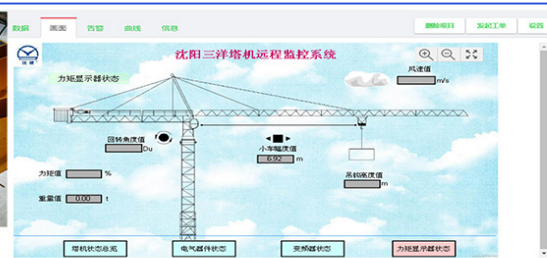 数据 画面 告警 曲线 信息 删除项目 发起工单 设置
沈阳三洋塔机远程监控系统
力矩显示器状态
风速值
m/s
回转角度值
Du
小车幅度值
6.92 m
力矩值 %
吊钩高度值
m
重量值 0.00 t
塔机状态总览 电气器件状态 变频器状态 力矩显示器状态